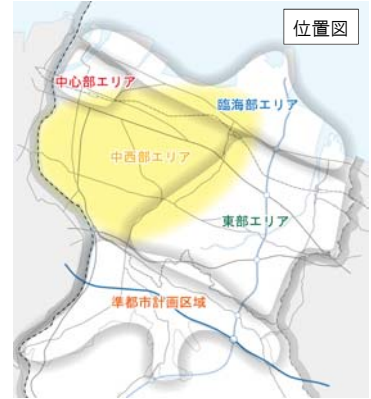 位置図
中心部エリア
臨海部エリア
中西部エリア
東部エリア
準都市計画区域